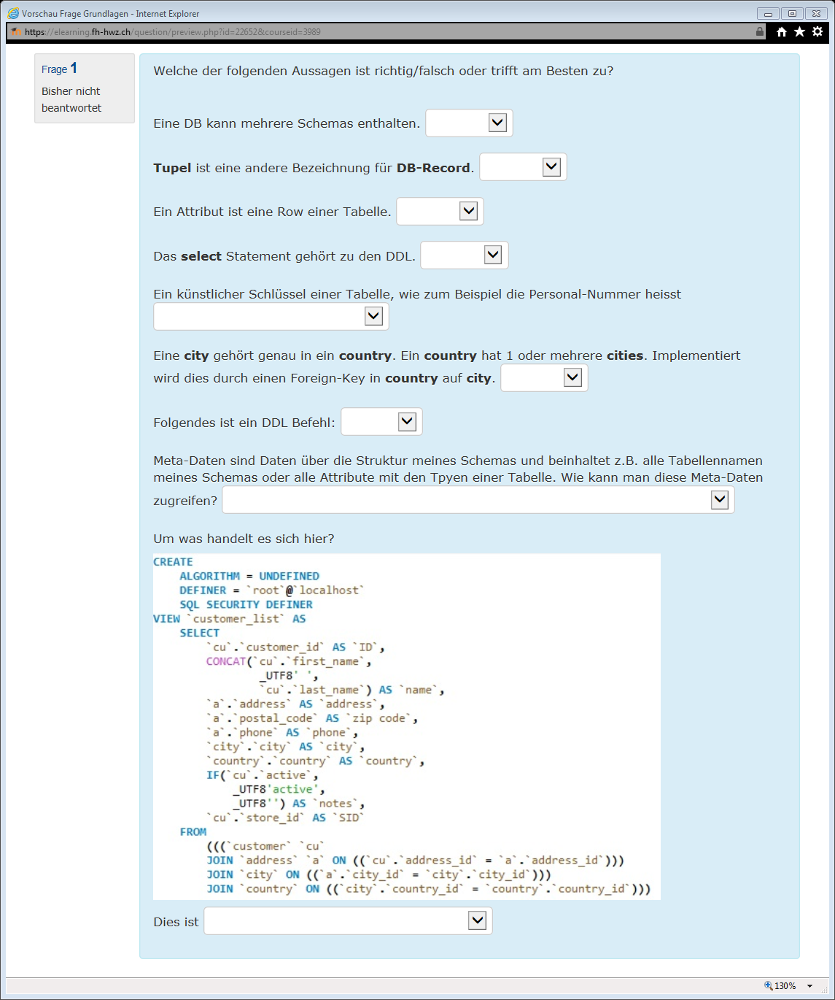 Vorschau Frage Grundlagen - Internet Explorer
https://elearning.fh-hwz.ch/question/preview.php?id=22652&courseid=3989
Frage 1
Bisher nicht
beantwortet
Welche der folgenden Aussagen ist richtig/falsch oder trifft am Besten zu?
Eine DB kann mehrere Schemas enthalten.
Tupel ist eine andere Bezeichnung für DB-Record.
Ein Attribut ist eine Row einer Tabelle.
Das select Statement gehört zu den DDL.
Ein künstlicher Schlüssel einer Tabelle, wie zum Beispiel die Personal-Nummer heisst
Eine city gehört genau in ein country. Ein country hat 1 oder mehrere cities. Implementiert
wird dies durch einen Foreign-Key in country auf city.
Folgendes ist ein DDL Befehl:
Meta-Daten sind Daten über die Struktur meines Schemas und beinhaltet z.B. alle Tabellennamen
meines Schemas oder alle Attribute mit den Tpyen einer Tabelle. Wie kann man diese Meta-Daten
zugreifen?
Um was handelt es sich hier?
CREATE
    ALGORITHM = UNDEFINED
    DEFINER = `root`@`localhost`
    SQL SECURITY DEFINER
VIEW `customer_list` AS
    SELECT
        `cu`.`customer_id` AS `ID`,
        CONCAT(`cu`.`first_name`,
                _UTF8' ',
                `cu`.`last_name`) AS `name`,
        `a`.`address` AS `address`,
        `a`.`postal_code` AS `zip code`,
        `a`.`phone` AS `phone`,
        `city`.`city` AS `city`,
        `country`.`country` AS `country`,
        IF(`cu`.`active`,
            _UTF8'active',
            _UTF8'') AS `notes`,
        `cu`.`store_id` AS `SID`
    FROM
        (((`customer` `cu`
        JOIN `address` `a` ON ((`cu`.`address_id` = `a`.`address_id`)))
        JOIN `city` ON ((`a`.`city_id` = `city`.`city_id`)))
        JOIN `country` ON ((`city`.`country_id` = `country`.`country_id`)))
Dies ist
130%